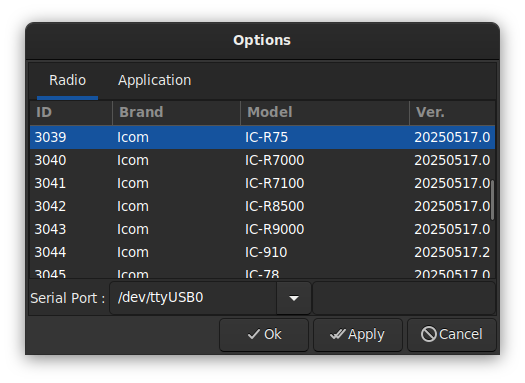 Options
Radio Application
ID Brand Model Ver.
3039 Icom IC-R75 20250517.0
3040 Icom IC-R7000 20250517.0
3041 Icom IC-R7100 20250517.0
3042 Icom IC-R8500 20250517.0
3043 Icom IC-R9000 20250517.0
3044 Icom IC-910 20250517.2
3045 Icom IC-78 20250517.0
Serial Port : /dev/ttyUSB0
Ok Apply Cancel